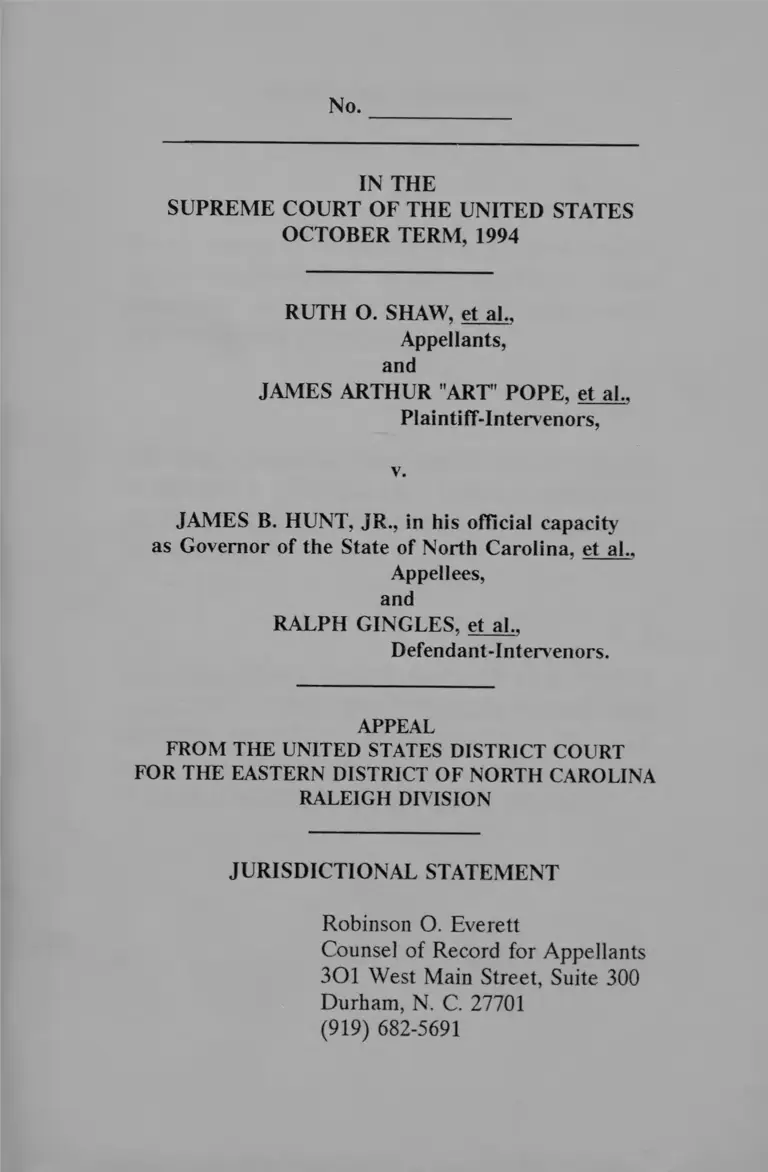 No. ____________
IN THE
SUPREME COURT OF THE UNITED STATES
OCTOBER TERM, 1994
RUTH O. SHAW, et al.,
Appellants,
and
JAMES ARTHUR "ART" POPE, et al.,
Plaintiff-Intervenors,
v.
JAMES B. HUNT, JR., in his official capacity
as Governor of the State of North Carolina, et al.,
Appellees,
and
RALPH GINGLES, et al.,
Defendant-Intervenors.
APPEAL
FROM THE UNITED STATES DISTRICT COURT
FOR THE EASTERN DISTRICT OF NORTH CAROLINA
RALEIGH DIVISION
JURISDICTIONAL STATEMENT
Robinson O. Everett
Counsel of Record for Appellants
3O1 West Main Street, Suite 300
Durham, N. C. 27701
(919) 682-5691